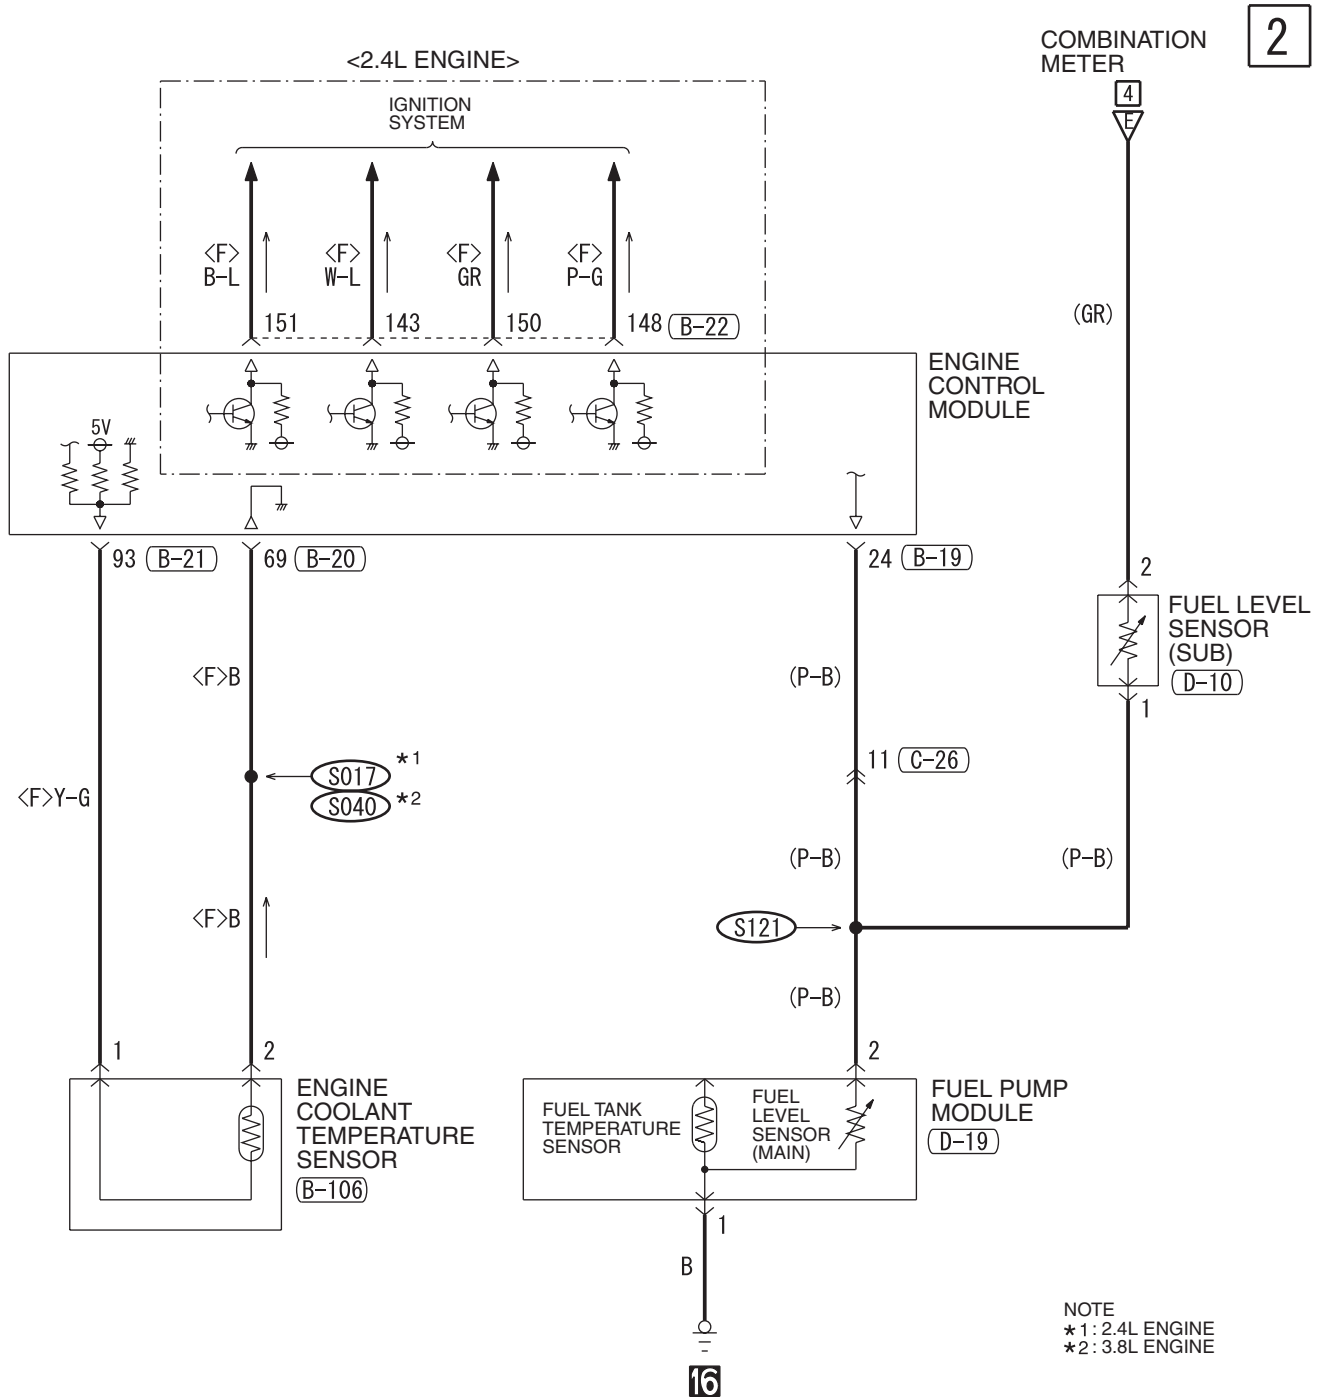 2
COMBINATION
METER
4
E
<2.4L ENGINE>
IGNITION
SYSTEM
<F>
B-L
<F>
W-L
<F>
GR
<F>
P-G
151
143
150
148
B-22
(GR)
ENGINE
CONTROL
MODULE
5V
93
B-21
69
B-20
24
B-19
2
FUEL LEVEL
SENSOR
(SUB)
D-10
1
<F>B
(P-B)
S017
*1
S040
*2
11
C-26
<F>Y-G
(P-B)
(P-B)
<F>B
S121
(P-B)
1
2
2
ENGINE
COOLANT
TEMPERATURE
SENSOR
B-106
FUEL TANK
TEMPERATURE
SENSOR
FUEL
LEVEL
SENSOR
(MAIN)
FUEL PUMP
MODULE
D-19
1
B
16
NOTE
*1: 2.4L ENGINE
*2: 3.8L ENGINE